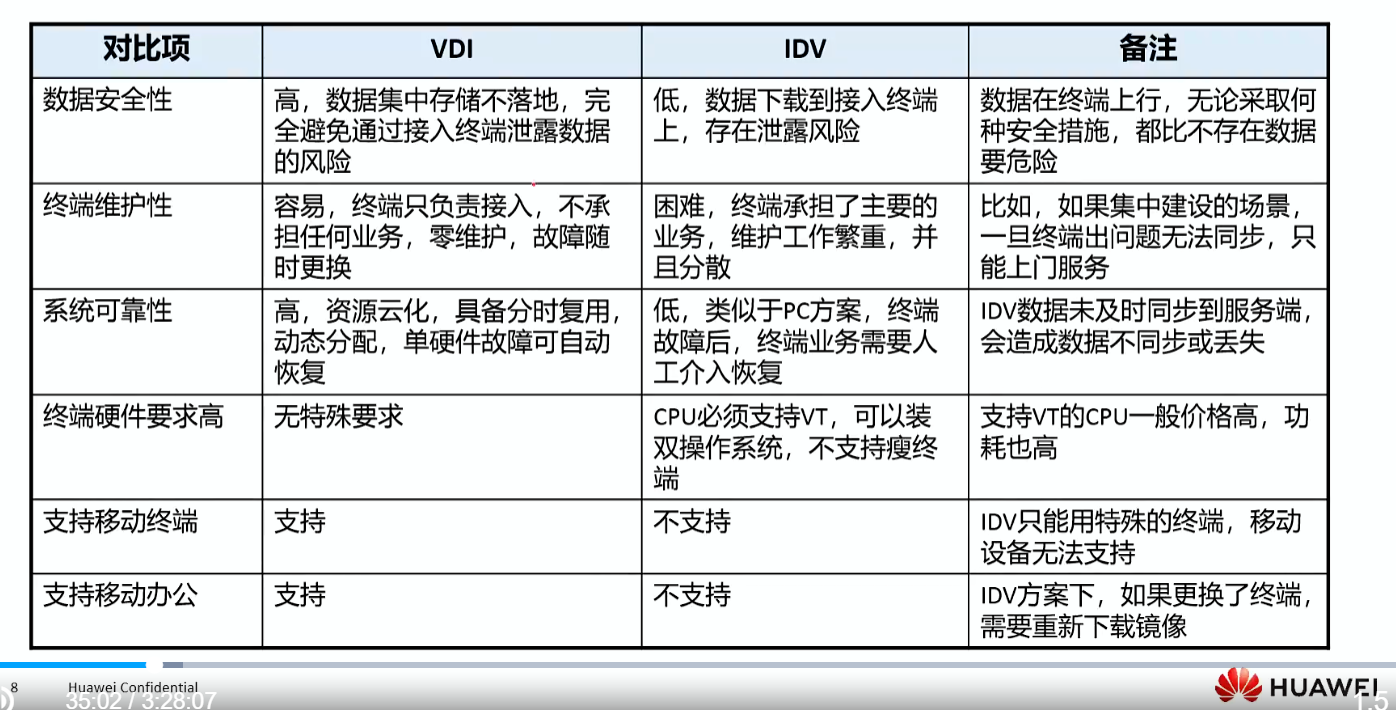 对比项 VDI IDV 备注
数据安全性
高，数据集中存储不落地，完
全避免通过接入终端泄露数据
的风险
低，数据下载到接入终端
上，存在泄露风险
数据在终端上行，无论采取何
种安全措施，都比不存在数据
要危险
终端维护性
容易，终端只负责接入，不承
担任何业务，零维护，故障随
时更换
困难，终端承担了主要的
业务，维护工作繁重，并
且分散
比如，如果集中建设的场景，
一旦终端出问题无法同步，只
能上门服务
系统可靠性
高，资源云化，具备分时复用，
动态分配，单硬件故障可自动
恢复
低，类似于PC方案，终端
故障后，终端业务需要人
工介入恢复
IDV数据未及时同步到服务端，
会造成数据不同步或丢失
终端硬件要求高
无特殊要求
CPU必须支持VT，可以装
双操作系统，不支持瘦终
端
支持VT的CPU一般价格高，功
耗也高
支持移动终端
支持
不支持
IDV只能用特殊的终端，移动
设备无法支持
支持移动办公
支持
不支持
IDV方案下，如果更换了终端，
需要重新下载镜像
8 Huawei Confidential
HUAWEI
35:02 / 3:28:07
1.5